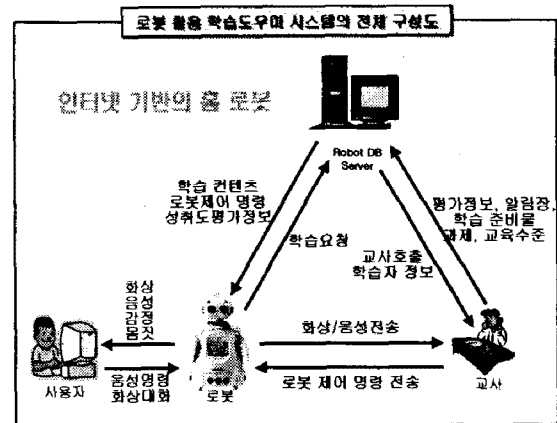 로봇 활용 학습도우미 시스템의 전체 구성도
인터넷 기반의 홈 로봇
Robot DB
Server
학습 컨텐츠
로봇제어 명령
성취도평가정보
학습요청
평가정보, 알림장,
학습 준비물
과제, 교육수준
교사호출
학습자 정보
화상
음성
감정
몸짓
화상/음성전송
사용자
음성명령
화상대화
로봇
로봇 제어 명령 전송
교사